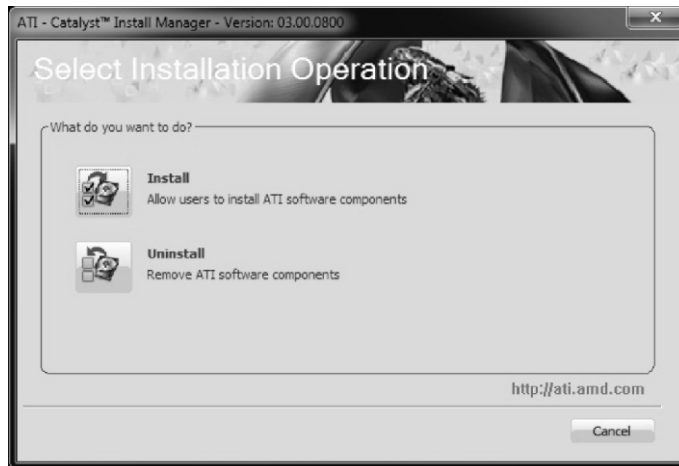 ATI - Catalyst™ Install Manager - Version: 03.00.0800
Select Installation Operation
What do you want to do?
Install
Allow users to install ATI software components
Uninstall
Remove ATI software components
http://ati.amd.com
Cancel